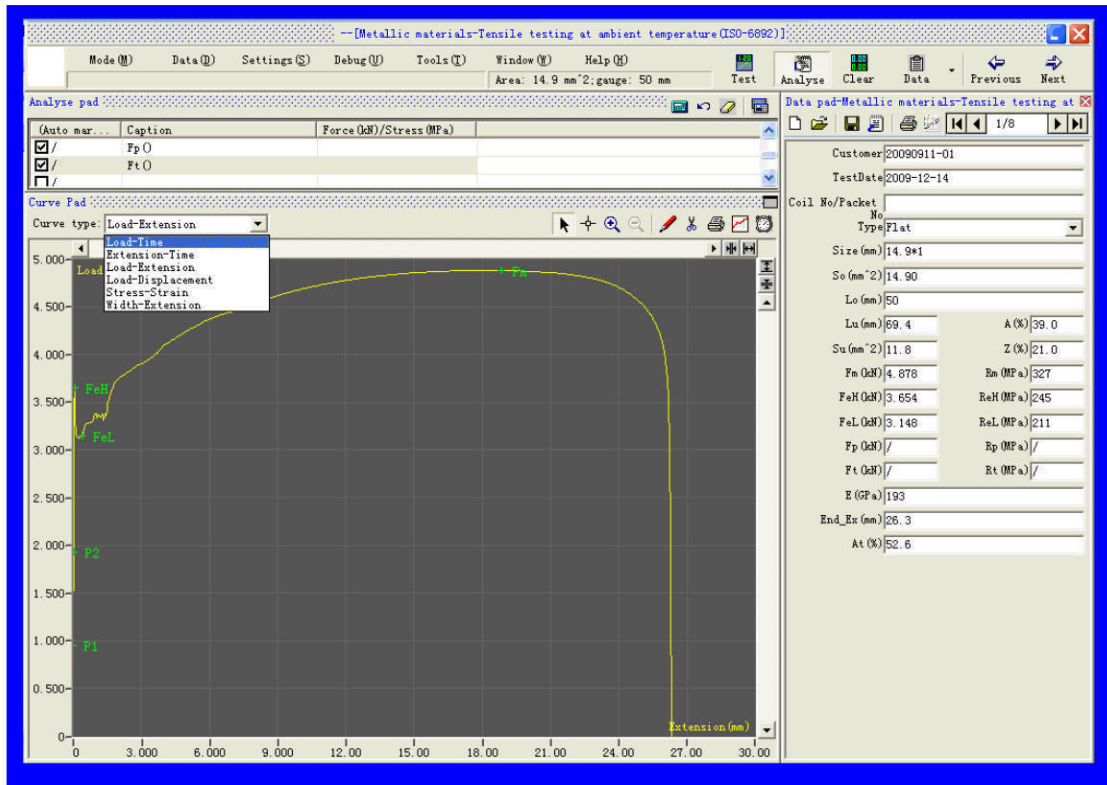 --[Metallic materials-Tensile testing at ambient temperature(ISO-6892)]
Mode(M) Data(D) Settings(S) Debug(U) Tools(T) Window(W) Help(H)
Area: 14.9 mm^2;gauge: 50 mm
Test Analyse Clear Data Previous Next
Analyse pad
(Auto mar... Caption Force(kN)/Stress(MPa)
/ Fp()
/ Ft()
/
Curve Pad
Curve type: Load-Extension
Load-Time
Extension-Time
Load-Extension
Load-Displacement
Stress-Strain
Width-Extension
Load
5.000
4.500
4.000
3.500
3.000
2.500
2.000
1.500
1.000
0.500
0
Fm
FeH
FeL
P2
P1
Extension(mm)
0 3.000 6.000 9.000 12.00 15.00 18.00 21.00 24.00 27.00 30.00
Data pad-Metallic materials-Tensile testing at
1/8
Customer 20090911-01
TestDate 2009-12-14
Coil No/Packet
No
Type Flat
Size(mm) 14.9*1
So(mm^2) 14.90
Lo(mm) 50
Lu(mm) 69.4 A(%) 39.0
Su(mm^2) 11.8 Z(%) 21.0
Fm(kN) 4.878 Rm(MPa) 327
FeH(kN) 3.654 ReH(MPa) 245
FeL(kN) 3.148 ReL(MPa) 211
Fp(kN) / Rp(MPa) /
Ft(kN) / Rt(MPa) /
E(GPa) 193
End_Ex(mm) 26.3
At(%) 52.6